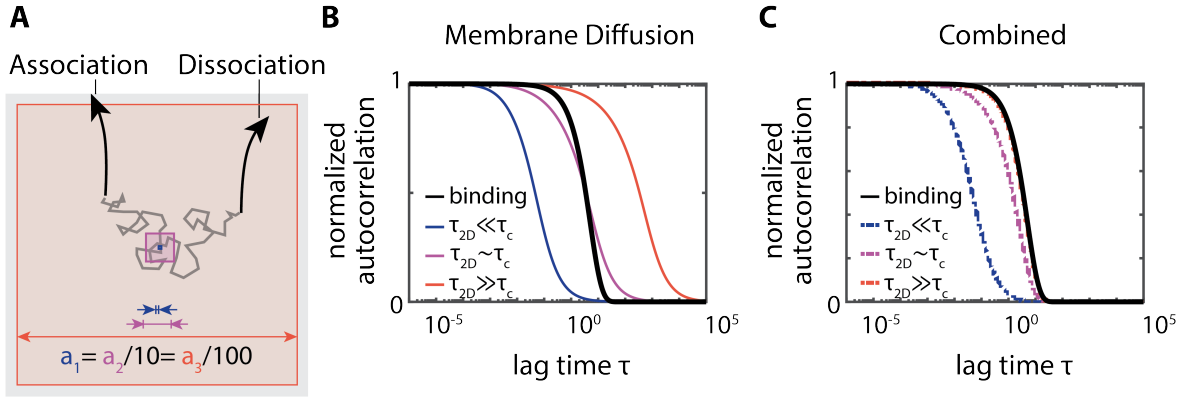 A
Association Dissociation
a₁= a₂/10= a₃/100
B
Membrane Diffusion
normalized
autocorrelation
1
0
binding
τ₂D≪τc
τ₂D~τc
τ₂D≫τc
10⁻⁵ 10⁰ 10⁵
lag time τ
C
Combined
normalized
autocorrelation
1
0
binding
τ₂D≪τc
τ₂D~τc
τ₂D≫τc
10⁻⁵ 10⁰ 10⁵
lag time τ